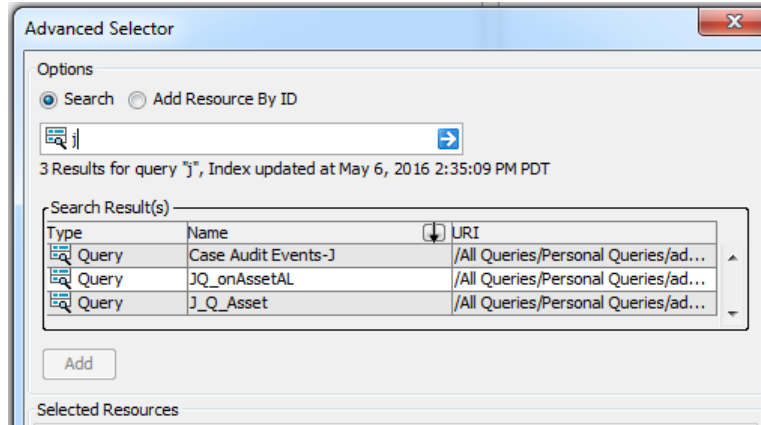 Advanced Selector
Options
Search Add Resource By ID
j
3 Results for query "j", Index updated at May 6, 2016 2:35:09 PM PDT
Search Result(s)
Type Name URI
Query Case Audit Events-J /All Queries/Personal Queries/ad...
Query JQ_onAssetAL /All Queries/Personal Queries/ad...
Query J_Q_Asset /All Queries/Personal Queries/ad...
Add
Selected Resources